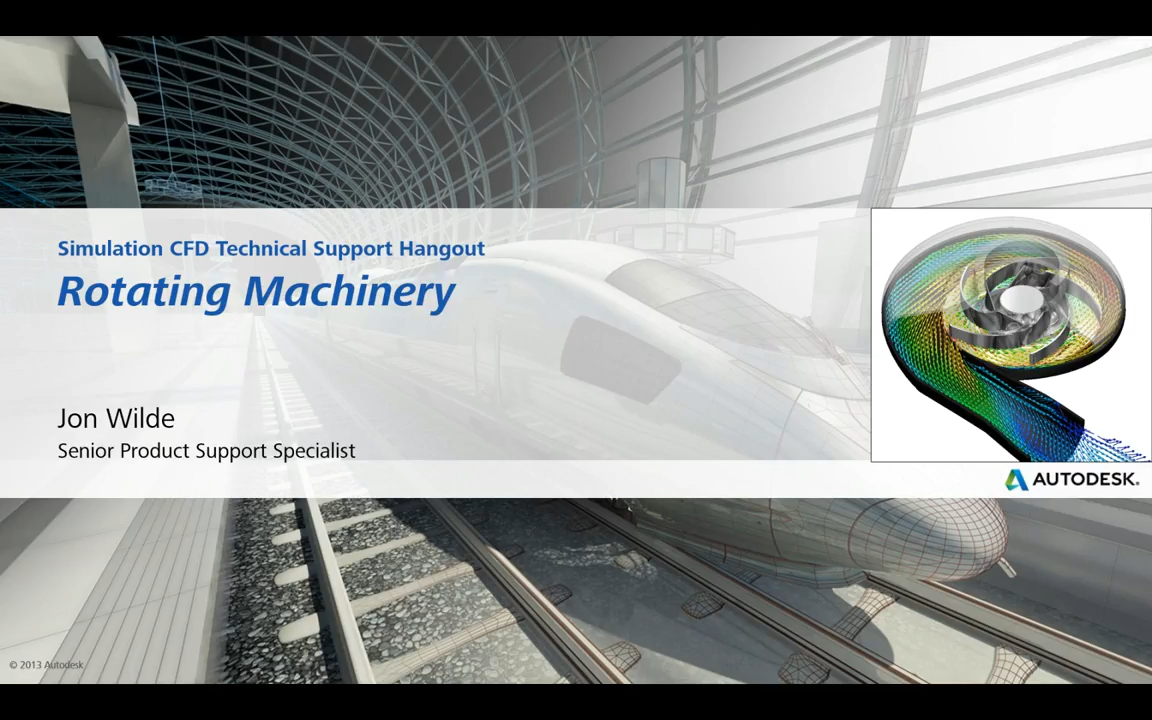 Simulation CFD Technical Support Hangout
Rotating Machinery
Jon Wilde
Senior Product Support Specialist
AUTODESK®
© 2013 Autodesk